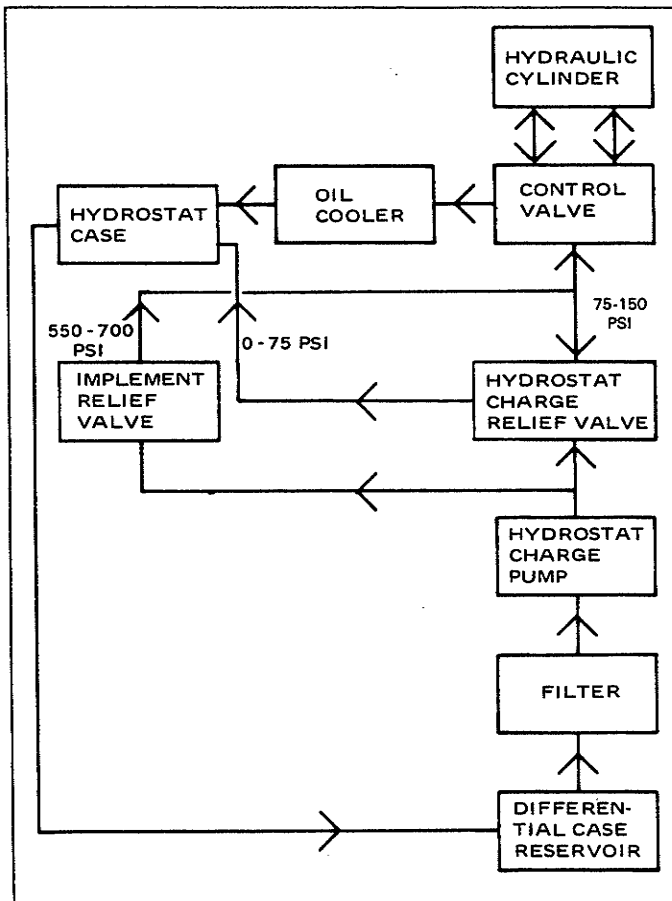 HYDRAULIC
CYLINDER
OIL
COOLER
CONTROL
VALVE
HYDROSTAT
CASE
550-700
PSI
0-75 PSI
75-150
PSI
IMPLEMENT
RELIEF
VALVE
HYDROSTAT
CHARGE
RELIEF VALVE
HYDROSTAT
CHARGE
PUMP
FILTER
DIFFEREN-
TIAL CASE
RESERVOIR